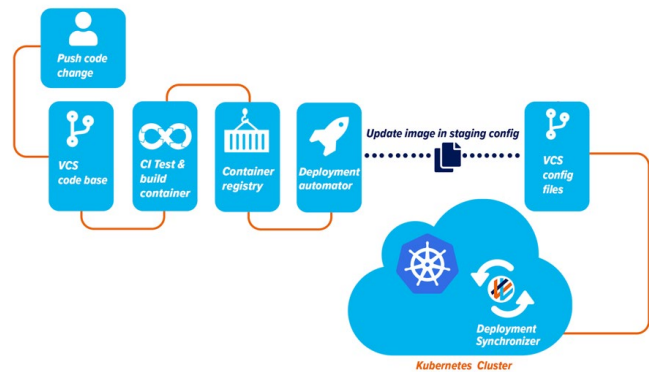 Push code
change
VCS
code base
CI Test &
build
container
Container
registry
Deployment
automator
Update image in staging config
VCS
config
files
Deployment
Synchronizer
Kubernetes Cluster